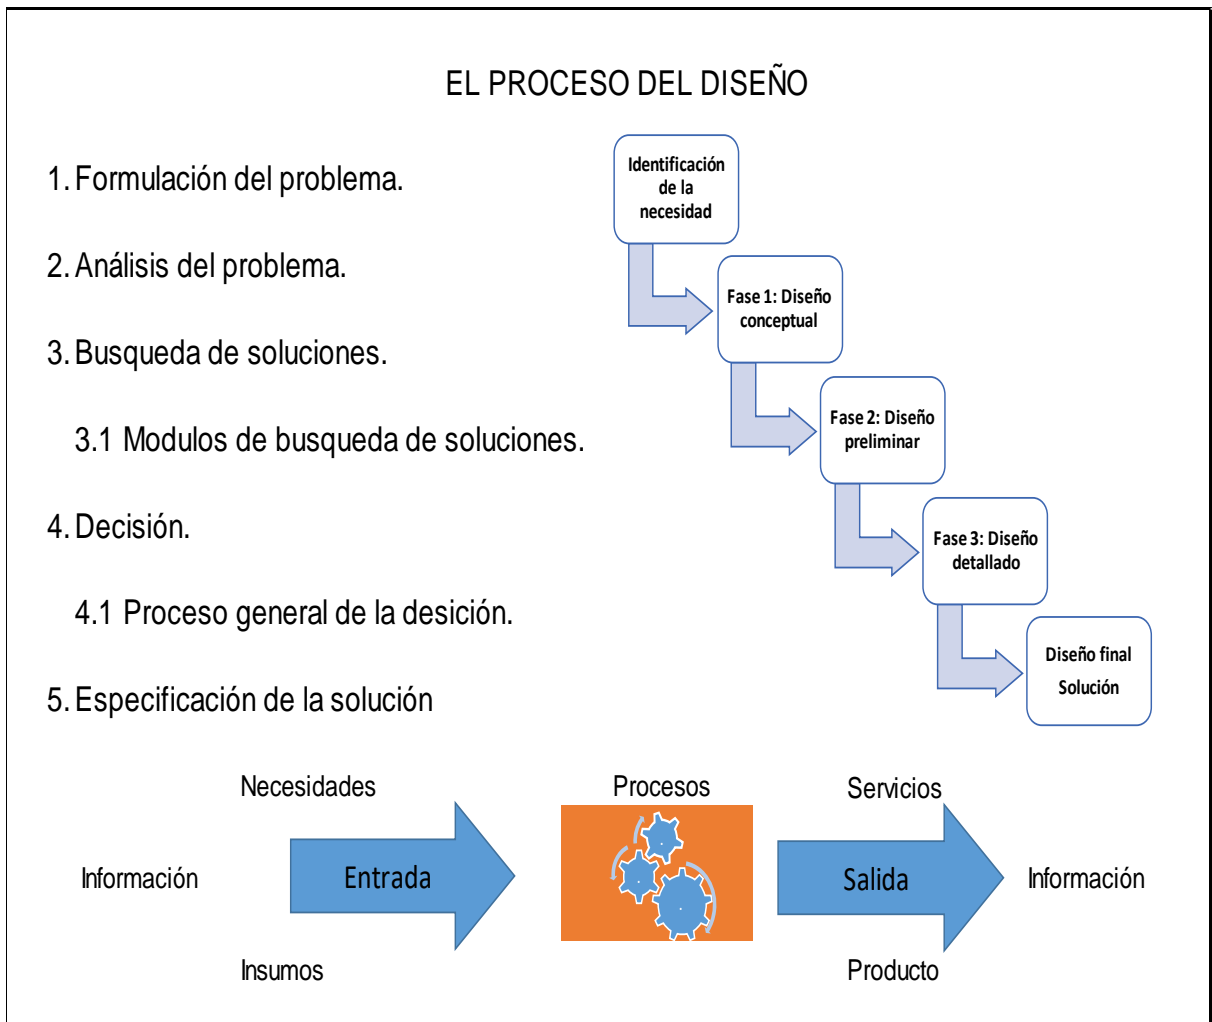 EL PROCESO DEL DISEÑO
1. Formulación del problema.
2. Análisis del problema.
3. Busqueda de soluciones.
3.1 Modulos de busqueda de soluciones.
4. Decisión.
4.1 Proceso general de la desición.
5. Especificación de la solución
Identificación
de la
necesidad
Fase 1: Diseño
conceptual
Fase 2: Diseño
preliminar
Fase 3: Diseño
detallado
Diseño final
Solución
Necesidades
Información
Entrada
Insumos
Procesos
Servicios
Salida
Información
Producto